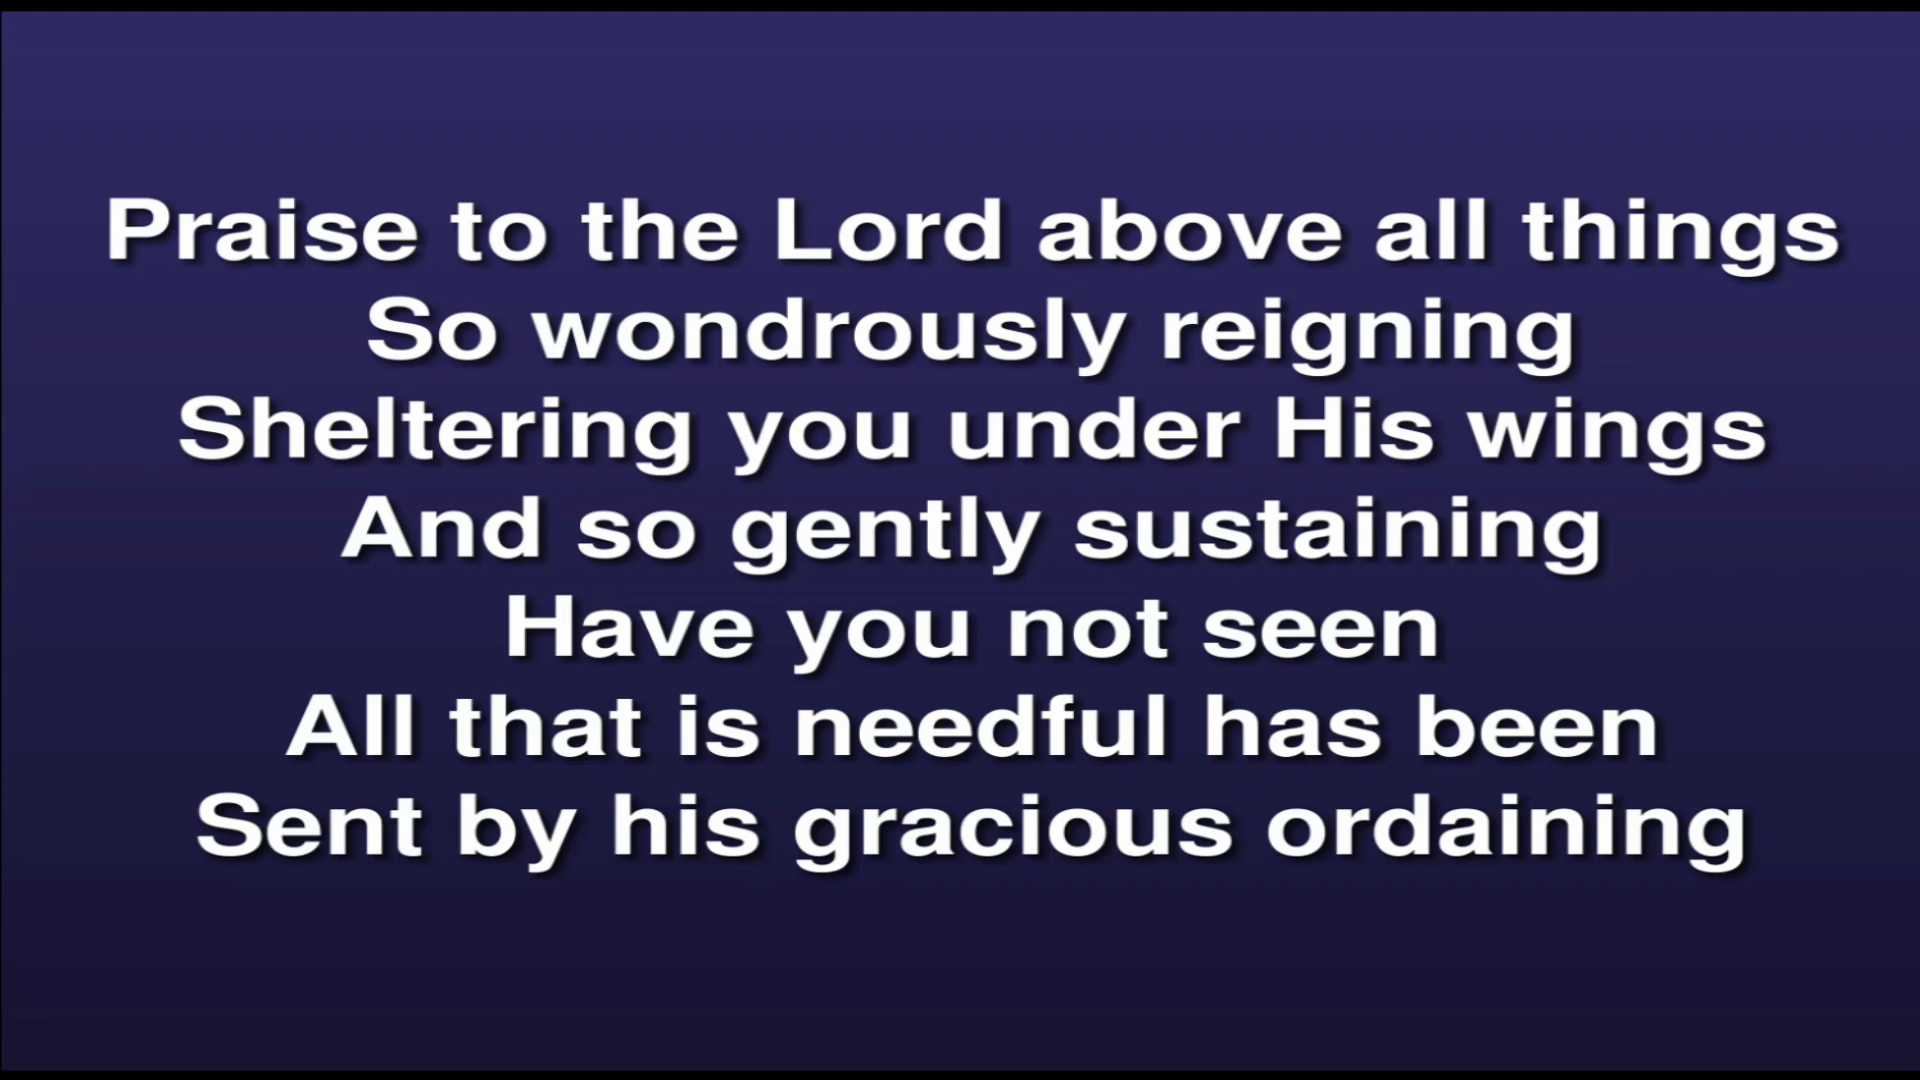 Praise to the Lord above all things
So wondrously reigning
Sheltering you under His wings
And so gently sustaining
Have you not seen
All that is needful has been
Sent by his gracious ordaining